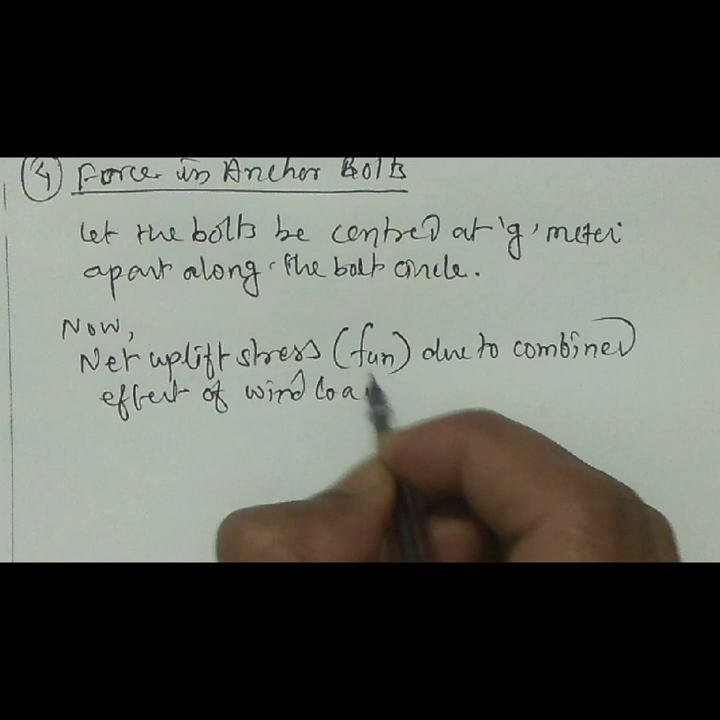 ④ Force in Anchor Bolts
Let the bolts be centred at 'g' meter
apart along the bolt circle.
Now,
Net uplift stress (fun) due to combined
effect of wind loa